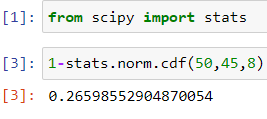 [1]: from scipy import stats
[3]: 1-stats.norm.cdf(50,45,8)
[3]: 0.26598552904870054